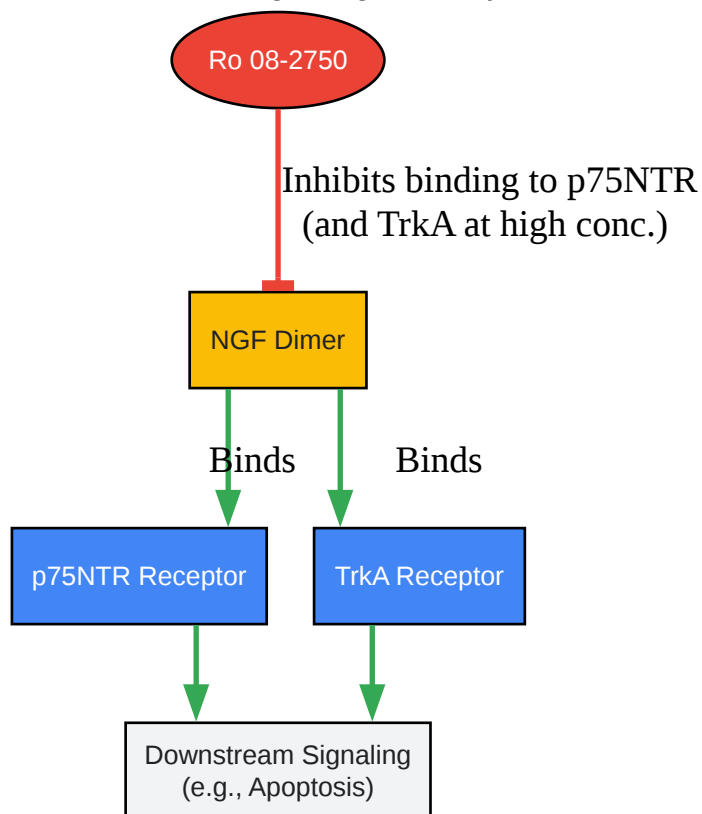 Ro 08-2750
Inhibits binding to p75NTR
(and TrkA at high conc.)
NGF Dimer
Binds
Binds
p75NTR Receptor
TrkA Receptor
Downstream Signaling
(e.g., Apoptosis)